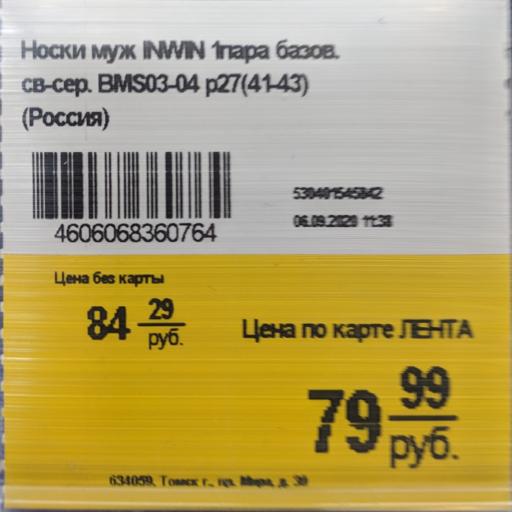 Носки муж INWIN 1пара базов.
св-сер. BMS03-04 р27(41-43)
(Россия)
530401545842
4606068360764
06.09.2020 11:38
Цена без карты
84 29 руб.
Цена по карте ЛЕНТА
79 99 руб.
634059, Томск г., пр. Мира, д. 30